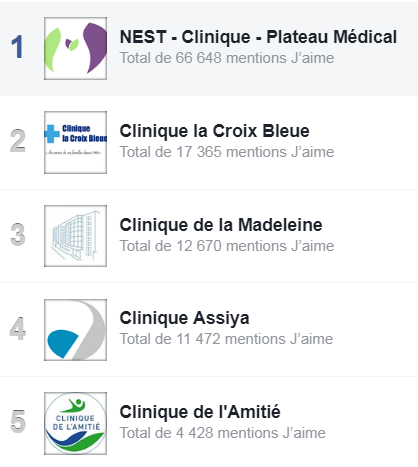 1
NEST - Clinique - Plateau Médical
Total de 66 648 mentions J’aime
2
Clinique
la Croix Bleue
Clinique la Croix Bleue
Total de 17 365 mentions J’aime
3
Clinique de la Madeleine
Total de 12 670 mentions J’aime
4
Clinique Assiya
Total de 11 472 mentions J’aime
5
CLINIQUE
DE L'AMITIÉ
Clinique de l'Amitié
Total de 4 428 mentions J’aime